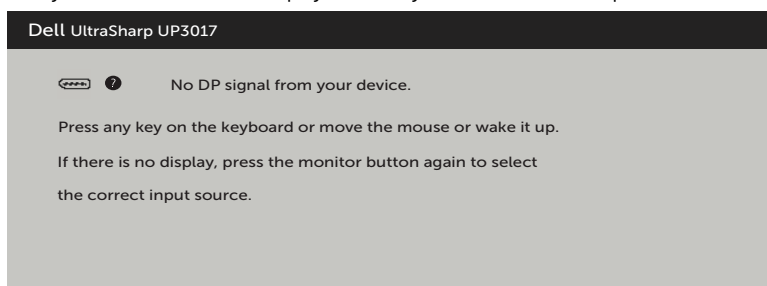 Dell UltraSharp UP3017
? No DP signal from your device.
Press any key on the keyboard or move the mouse or wake it up.
If there is no display, press the monitor button again to select
the correct input source.